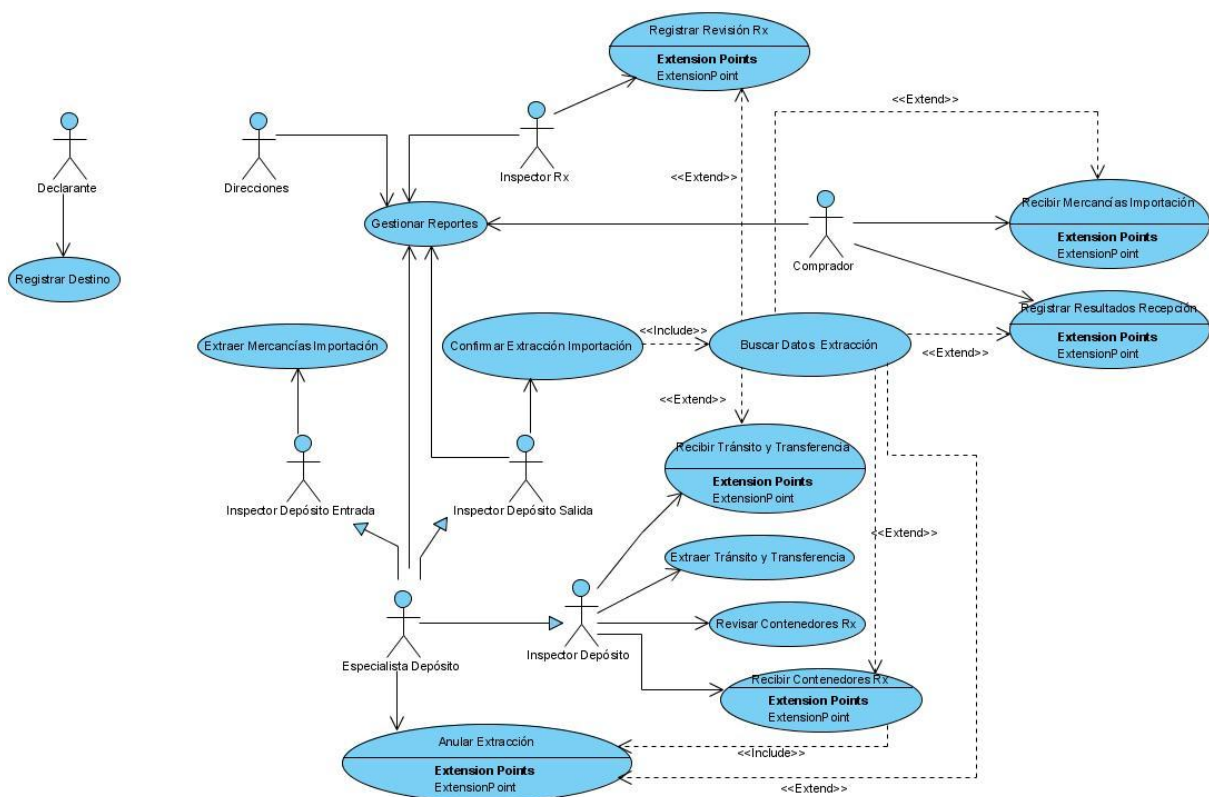 Registrar Revisión Rx
Extension Points
ExtensionPoint
<<Extend>>
Declarante
Direcciones
Inspector Rx
<<Extend>>
Recibir Mercancías Importación
Extension Points
ExtensionPoint
Gestionar Reportes
Comprador
Registrar Destino
Registrar Resultados Recepción
Extension Points
ExtensionPoint
Extraer Mercancías Importación
Confirmar Extracción Importación
<<Include>>
Buscar Datos Extracción
<<Extend>>
<<Extend>>
Recibir Tránsito y Transferencia
Extension Points
ExtensionPoint
Inspector Depósito Entrada
Inspector Depósito Salida
<<Extend>>
Extraer Tránsito y Transferencia
Revisar Contenedores Rx
Especialista Depósito
Inspector Depósito
Recibir Contenedores Rx
Extension Points
ExtensionPoint
Anular Extracción
Extension Points
ExtensionPoint
<<Include>>
<<Extend>>